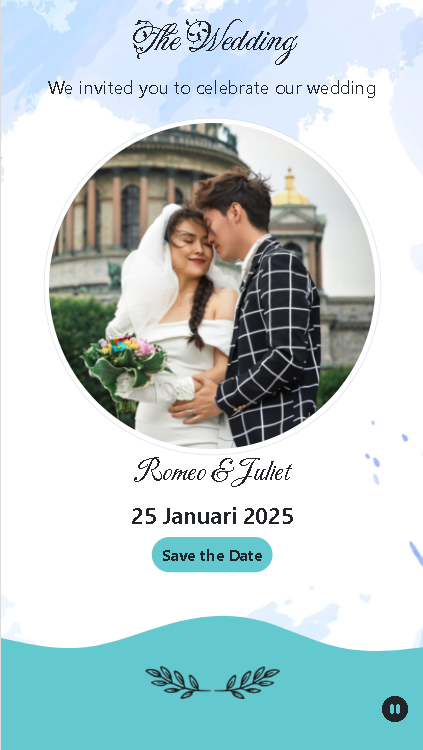 The Wedding
We invited you to celebrate our wedding
Romeo & Juliet
25 Januari 2025
Save the Date